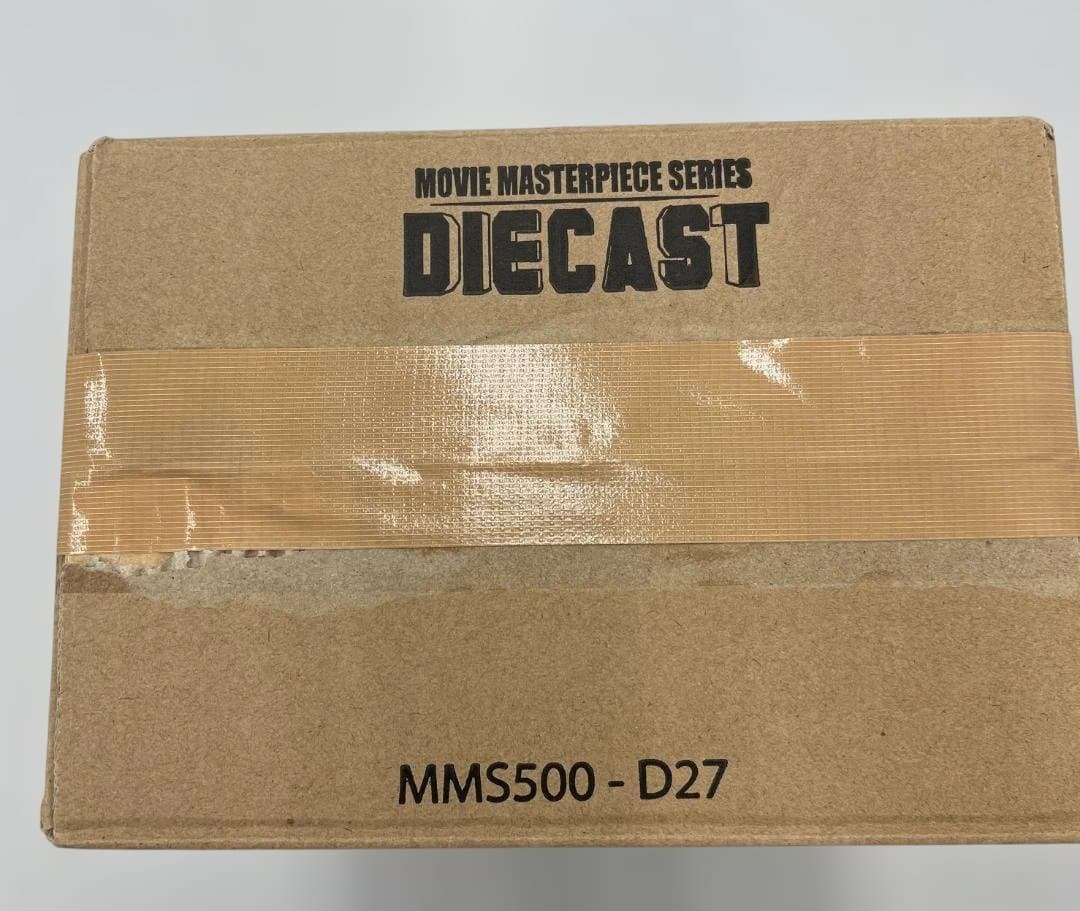 MOVIE MASTERPIECE SERIES
DIECAST
MMS500 - D27